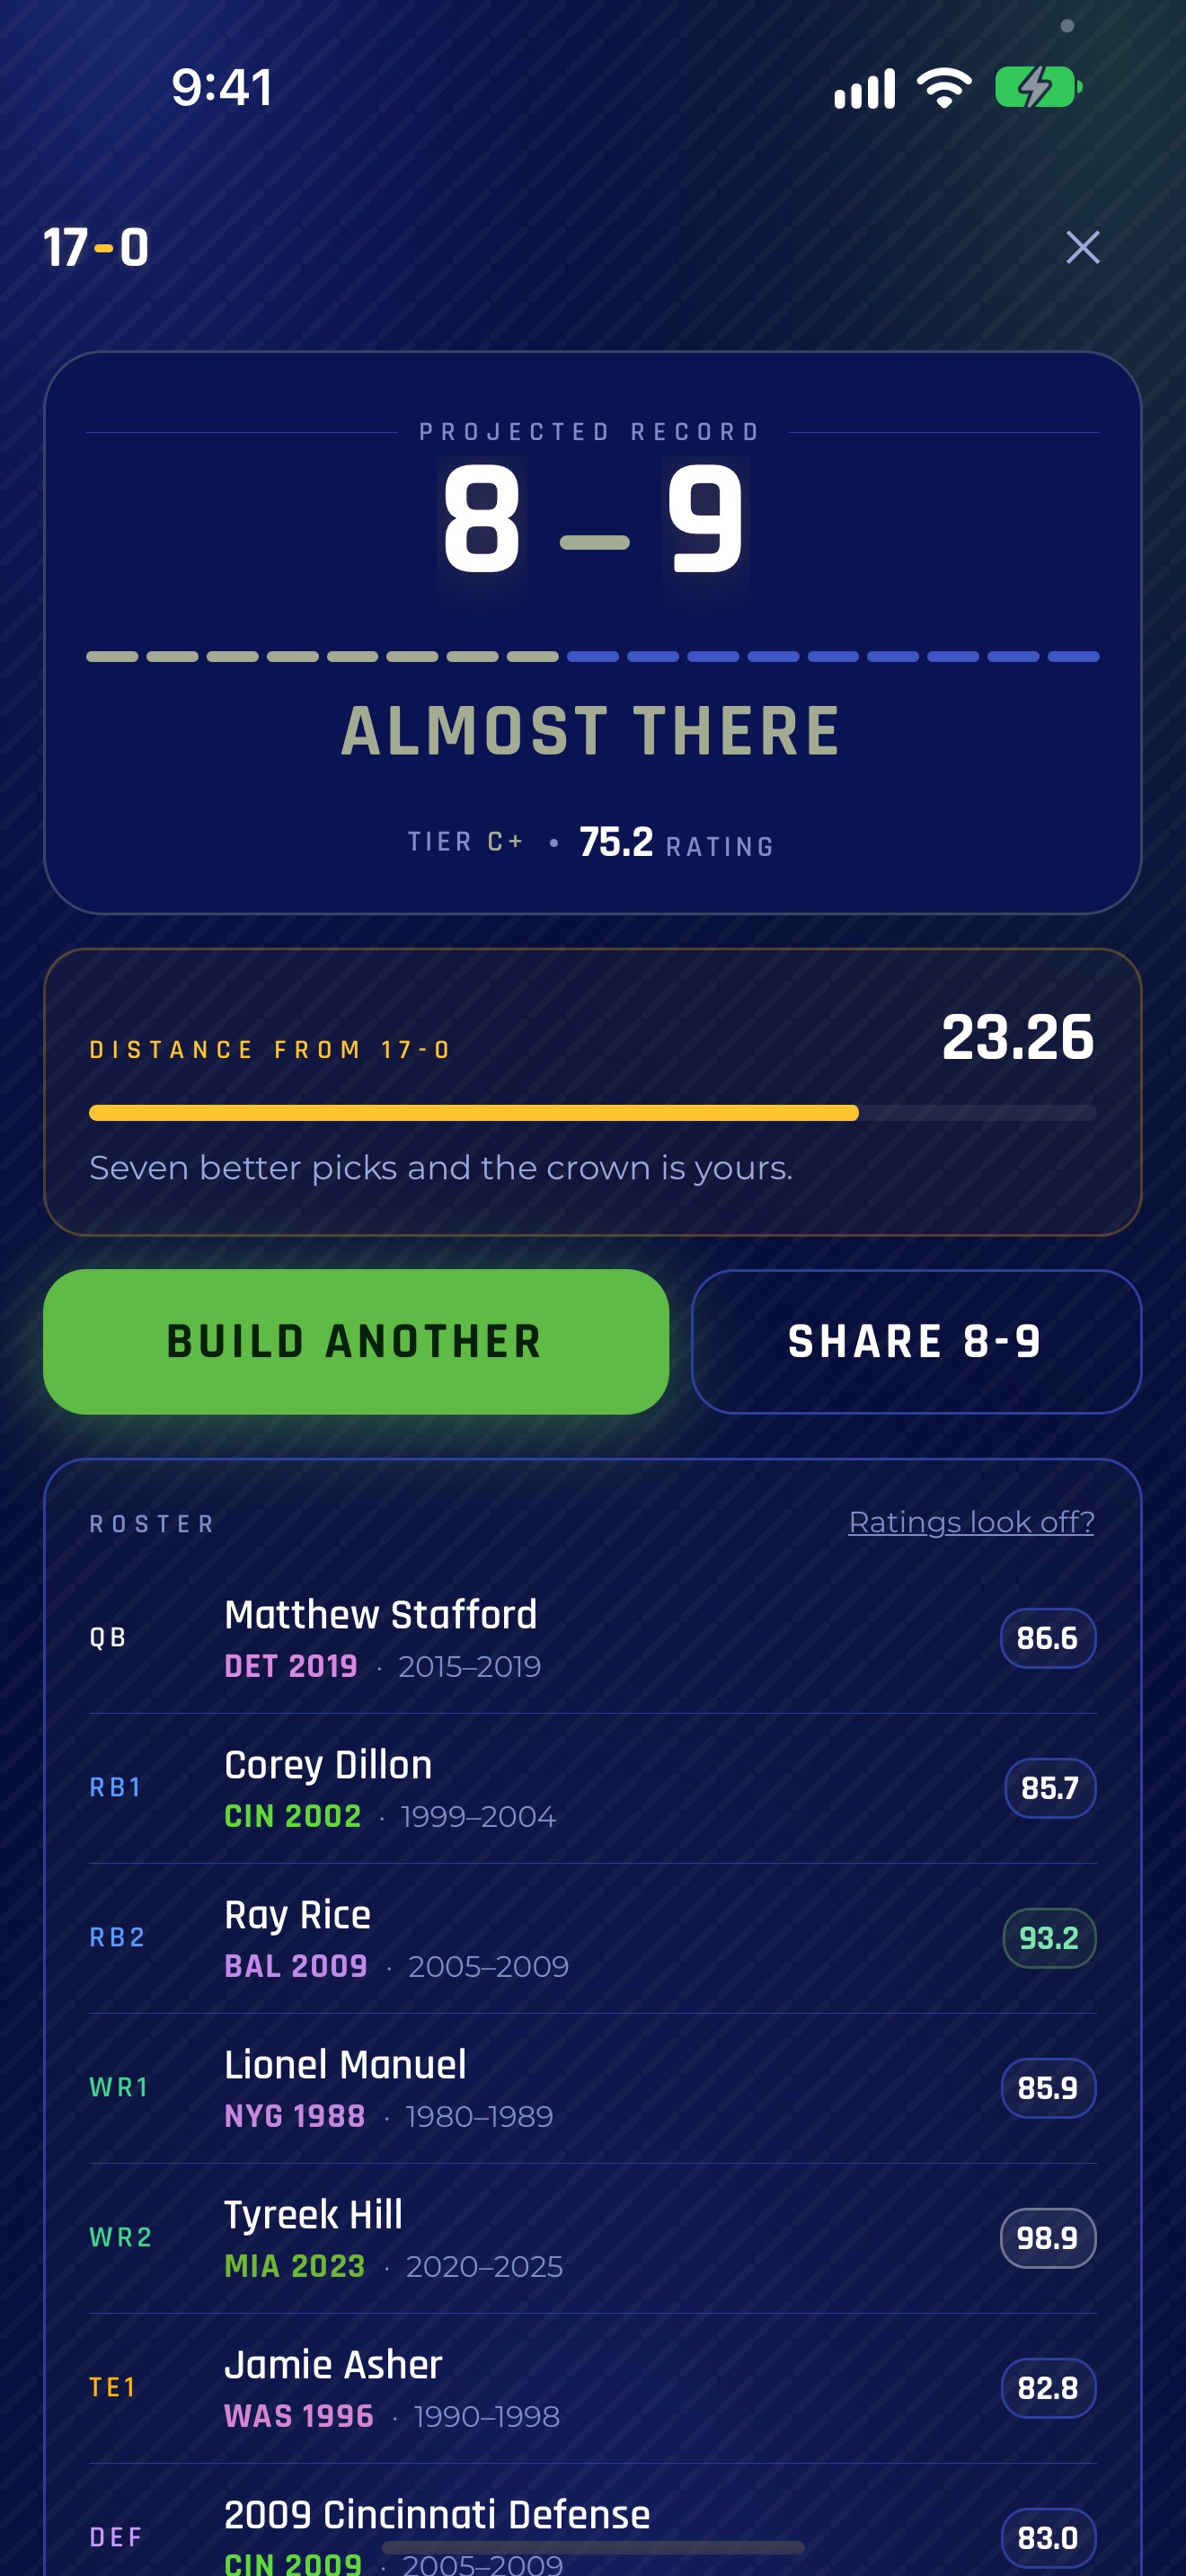 9:41
17-0
PROJECTED RECORD
8 – 9
ALMOST THERE
TIER C+ • 75.2 RATING
DISTANCE FROM 17-0 23.26
Seven better picks and the crown is yours.
BUILD ANOTHER SHARE 8-9
ROSTER Ratings look off?
QB Matthew Stafford 86.6
DET 2019 · 2015–2019
RB1 Corey Dillon 85.7
CIN 2002 · 1999–2004
RB2 Ray Rice 93.2
BAL 2009 · 2005–2009
WR1 Lionel Manuel 85.9
NYG 1988 · 1980–1989
WR2 Tyreek Hill 98.9
MIA 2023 · 2020–2025
TE1 Jamie Asher 82.8
WAS 1996 · 1990–1998
DEF 2009 Cincinnati Defense 83.0
CIN 2009 · 2005–2009